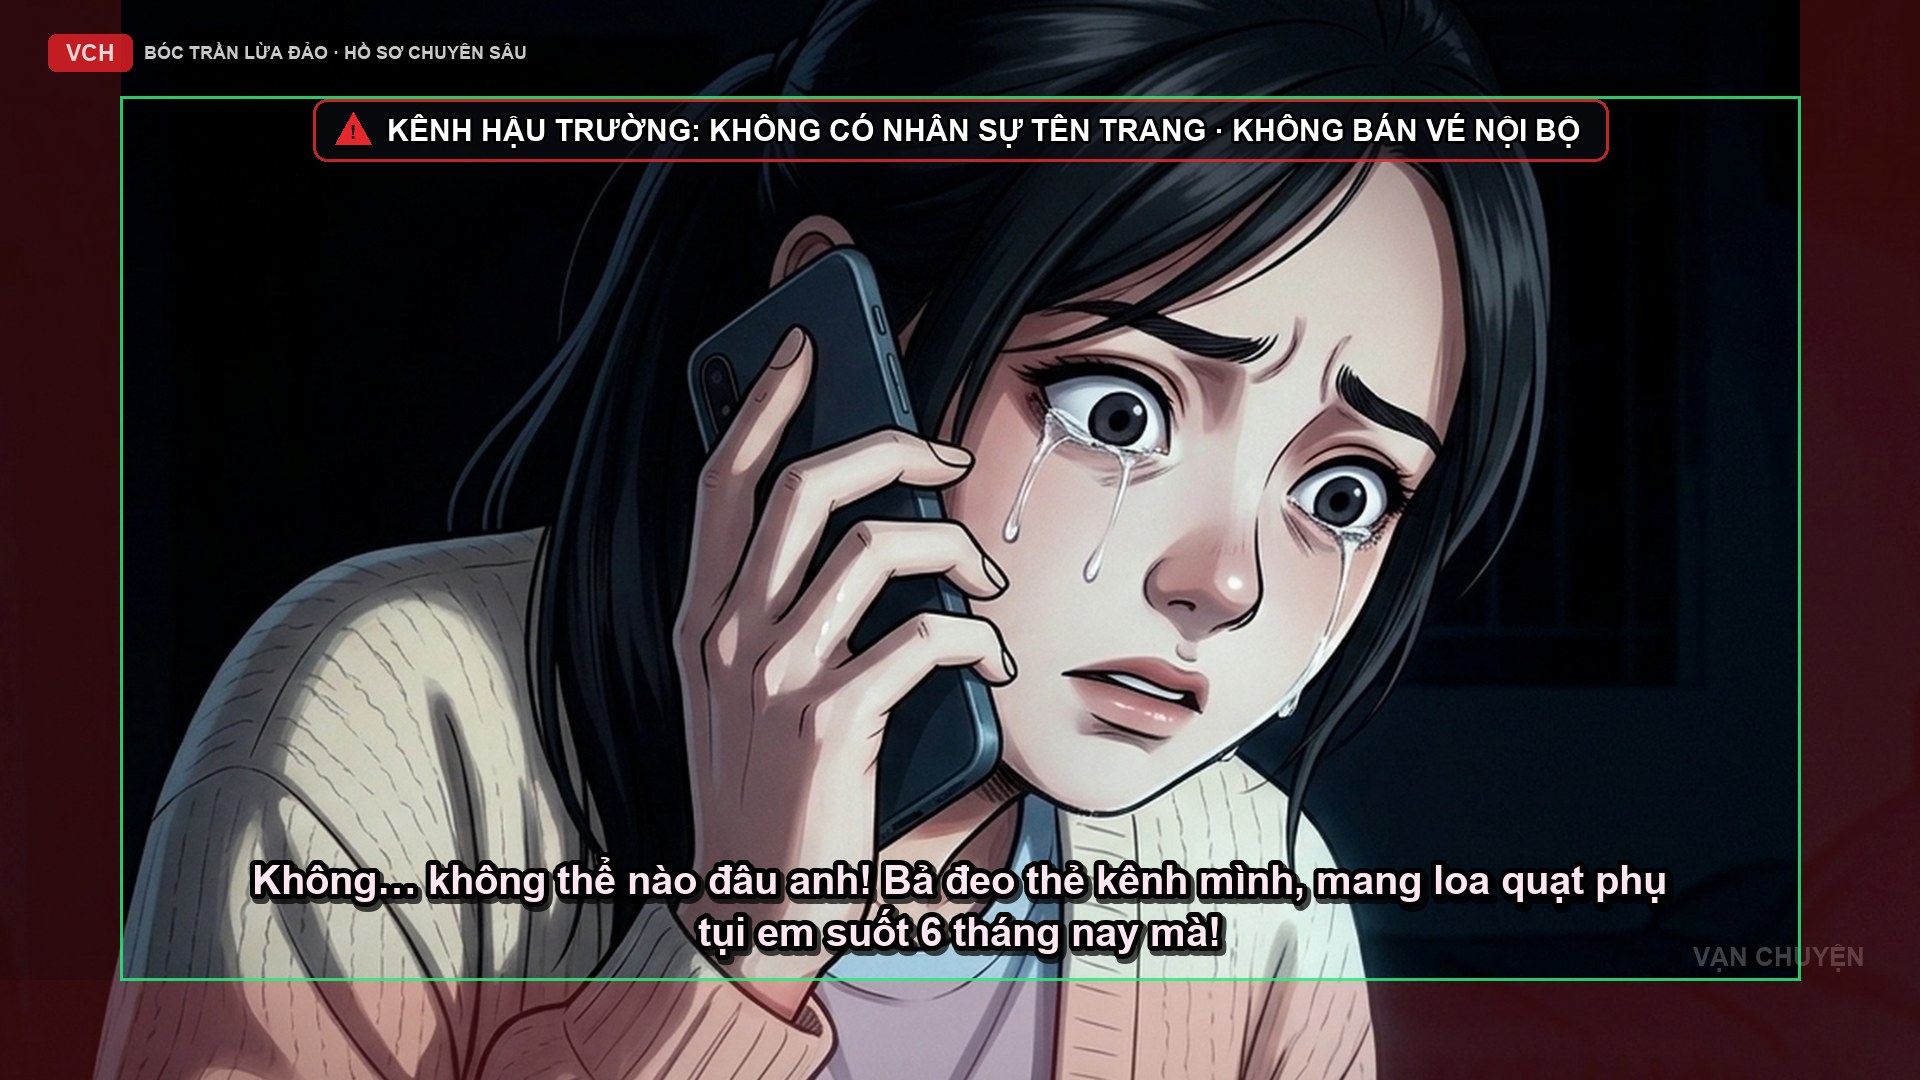 VCH BÓC TRẦN LỪA ĐẢO · HỒ SƠ CHUYÊN SÂU
KÊNH HẬU TRƯỜNG: KHÔNG CÓ NHÂN SỰ TÊN TRANG · KHÔNG BÁN VÉ NỘI BỘ
Không... không thể nào đâu anh! Bả đeo thẻ kênh mình, mang loa quạt phụ
tụi em suốt 6 tháng nay mà!
VẠN CHUYỆN